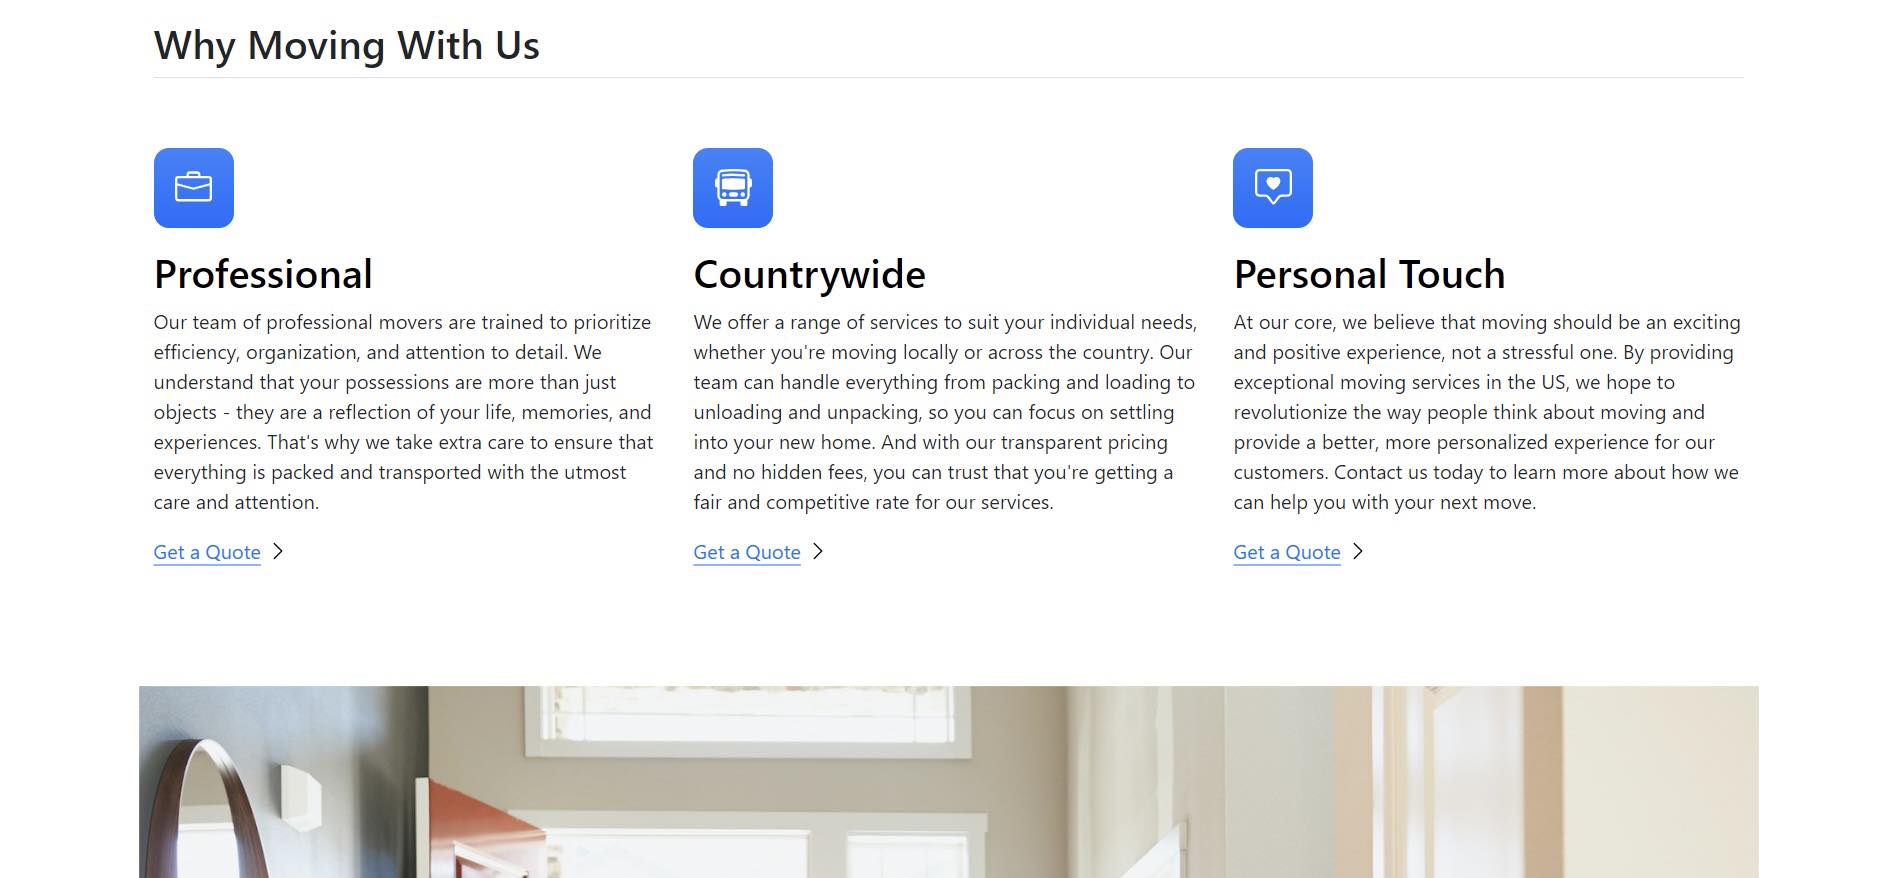 Why Moving With Us
Professional
Our team of professional movers are trained to prioritize
efficiency, organization, and attention to detail. We
understand that your possessions are more than just
objects - they are a reflection of your life, memories, and
experiences. That's why we take extra care to ensure that
everything is packed and transported with the utmost
care and attention.
Get a Quote
Countrywide
We offer a range of services to suit your individual needs,
whether you're moving locally or across the country. Our
team can handle everything from packing and loading to
unloading and unpacking, so you can focus on settling
into your new home. And with our transparent pricing
and no hidden fees, you can trust that you're getting a
fair and competitive rate for our services.
Get a Quote
Personal Touch
At our core, we believe that moving should be an exciting
and positive experience, not a stressful one. By providing
exceptional moving services in the US, we hope to
revolutionize the way people think about moving and
provide a better, more personalized experience for our
customers. Contact us today to learn more about how we
can help you with your next move.
Get a Quote